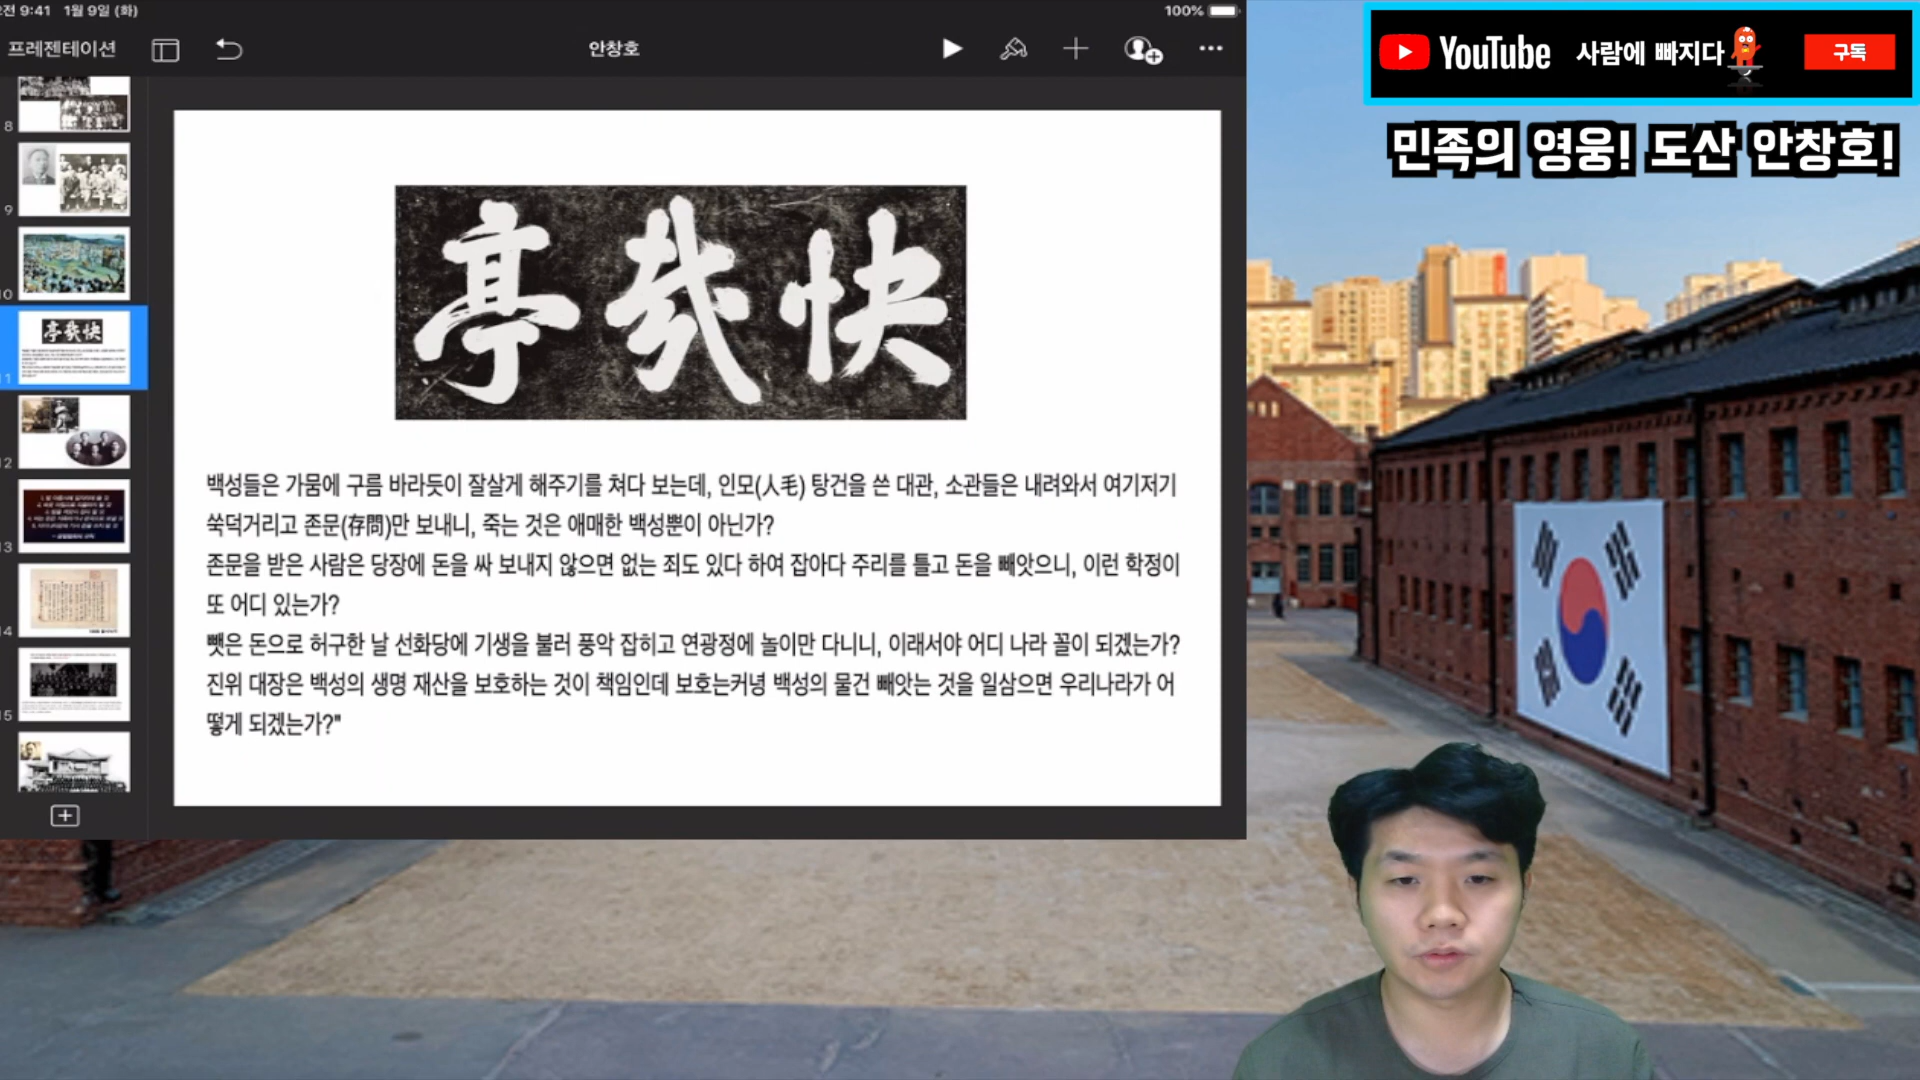 오전 9:41 1월 9일 (화)
100%
프레젠테이션
안창호
YouTube 사람에 빠지다 구독
민족의 영웅! 도산 안창호!
亭哉快
백성들은 가뭄에 구름 바라듯이 잘살게 해주기를 쳐다 보는데, 인모(人毛) 탕건을 쓴 대관, 소관들은 내려와서 여기저기
쑥덕거리고 존문(存問)만 보내니, 죽는 것은 애매한 백성뿐이 아닌가?
존문을 받은 사람은 당장에 돈을 싸 보내지 않으면 없는 죄도 있다 하여 잡아다 주리를 틀고 돈을 빼앗으니, 이런 학정이
또 어디 있는가?
뺏은 돈으로 허구한 날 선화당에 기생을 불러 풍악 잡히고 연광정에 놀이만 다니니, 이래서야 어디 나라 꼴이 되겠는가?
진위 대장은 백성의 생명 재산을 보호하는 것이 책임인데 보호는커녕 백성의 물건 빼앗는 것을 일삼으면 우리나라가 어
떻게 되겠는가?"
8
9
10
亭哉快
11
12
13
14
15